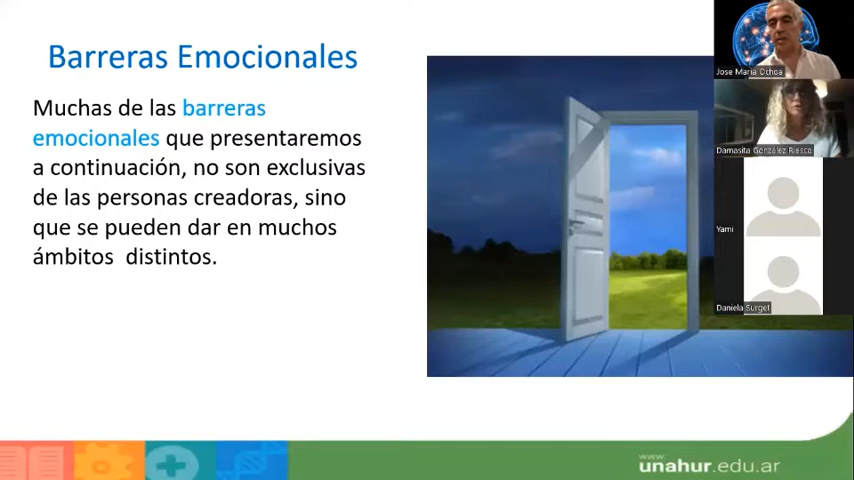 Barreras Emocionales
Muchas de las barreras
emocionales que presentaremos
a continuación, no son exclusivas
de las personas creadoras, sino
que se pueden dar en muchos
ámbitos distintos.
Jose Maria Ochoa
Damasita González Riesco
Yami
Daniela Surget
www.
unahur.edu.ar